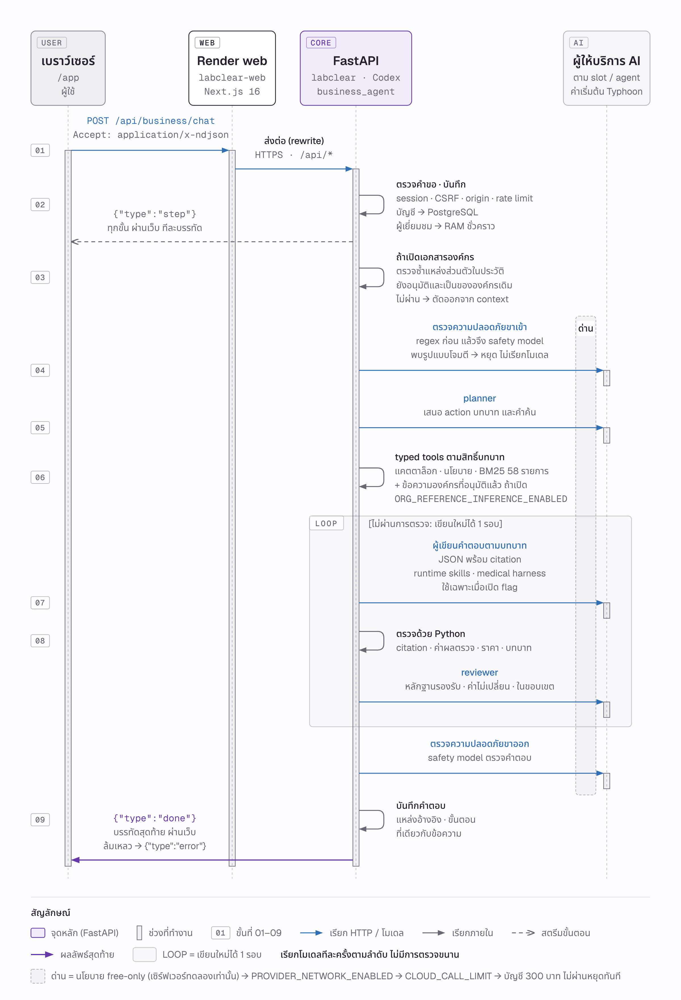 USER
เบราว์เซอร์
/app
ผู้ใช้
WEB
Render web
labclear-web
Next.js 16
CORE
FastAPI
labclear · Codex
business_agent
AI
ผู้ให้บริการ AI
ตาม slot / agent
ค่าเริ่มต้น Typhoon
POST /api/business/chat
Accept: application/x-ndjson
01
ส่งต่อ (rewrite)
HTTPS · /api/*
02
ตรวจคำขอ · บันทึก
session · CSRF · origin · rate limit
บัญชี → PostgreSQL
ผู้เยี่ยมชม → RAM ชั่วคราว
{"type":"step"}
ทุกขั้น ผ่านเว็บ ทีละบรรทัด
03
ถ้าเปิดเอกสารองค์กร
ตรวจซ้ำแหล่งส่วนตัวในประวัติ
ยังอนุมัติและเป็นขององค์กรเดิม
ไม่ผ่าน → ตัดออกจาก context
ด่าน
ตรวจความปลอดภัยขาเข้า
regex ก่อน แล้วจึง safety model
พบรูปแบบโจมตี → หยุด ไม่เรียกโมเดล
04
planner
เสนอ action บทบาท และคำค้น
05
typed tools ตามสิทธิ์บทบาท
06
แคตตาล็อก · นโยบาย · BM25 58 รายการ
+ ข้อความองค์กรที่อนุมัติแล้ว ถ้าเปิด
ORG_REFERENCE_INFERENCE_ENABLED
LOOP
[ไม่ผ่านการตรวจ: เขียนใหม่ได้ 1 รอบ]
ผู้เขียนคำตอบตามบทบาท
JSON พร้อม citation
runtime skills · medical harness
ใช้เฉพาะเมื่อเปิด flag
07
08
ตรวจด้วย Python
citation · ค่าผลตรวจ · ราคา · บทบาท
reviewer
หลักฐานรองรับ · ค่าไม่เปลี่ยน · ในขอบเขต
ตรวจความปลอดภัยขาออก
safety model ตรวจคำตอบ
09
บันทึกคำตอบ
แหล่งอ้างอิง · ขั้นตอน
ที่เดียวกับข้อความ
{"type":"done"}
บรรทัดสุดท้าย ผ่านเว็บ
ล้มเหลว → {"type":"error"}
สัญลักษณ์
จุดหลัก (FastAPI)
ช่วงที่ทำงาน
01 ขั้นที่ 01–09
เรียก HTTP / โมเดล
เรียกภายใน
สตรีมขั้นตอน
ผลลัพธ์สุดท้าย
LOOP = เขียนใหม่ได้ 1 รอบ
เรียกโมเดลทีละครั้งตามลำดับ ไม่มีการตรวจขนาน
ด่าน = นโยบาย free-only (เซิร์ฟเวอร์ทดลองเท่านั้น) → PROVIDER_NETWORK_ENABLED → CLOUD_CALL_LIMIT → บัญชี 300 บาท ไม่ผ่านหยุดทันที